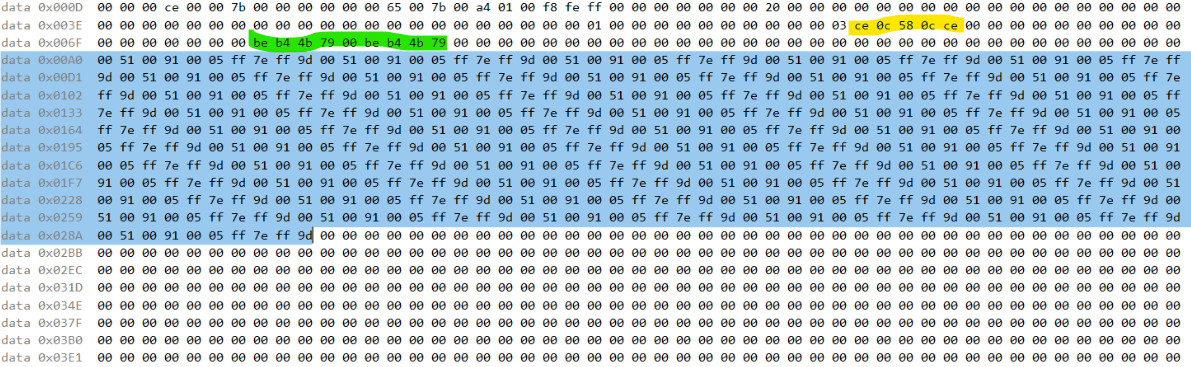 data 0x000D 00 00 00 ce 00 00 7b 00 00 00 00 00 00 65 00 7b 00 a4 01 00 f8 fe ff 00 00 00 00 00 00 00 20 00 00 00 00 00 00 00 00 00 00 00 00 00 00 00 00 00 00
data 0x003E 00 00 00 00 00 00 00 00 00 00 00 00 00 00 00 00 00 00 00 00 00 00 01 00 00 00 00 00 00 00 00 00 00 03 ce 0c 58 0c ce 00 00 00 00 00 00 00 00 00 00
data 0x006F 00 00 00 00 00 00 00 be b4 4b 79 00 be b4 4b 79 00 00 00 00 00 00 00 00 00 00 00 00 00 00 00 00 00 00 00 00 00 00 00 00 00 00 00 00 00 00 00 00 00
data 0x00A0 00 51 00 91 00 05 ff 7e ff 9d 00 51 00 91 00 05 ff 7e ff 9d 00 51 00 91 00 05 ff 7e ff 9d 00 51 00 91 00 05 ff 7e ff 9d 00 51 00 91 00 05 ff 7e ff
data 0x00D1 9d 00 51 00 91 00 05 ff 7e ff 9d 00 51 00 91 00 05 ff 7e ff 9d 00 51 00 91 00 05 ff 7e ff 9d 00 51 00 91 00 05 ff 7e ff 9d 00 51 00 91 00 05 ff 7e
data 0x0102 ff 9d 00 51 00 91 00 05 ff 7e ff 9d 00 51 00 91 00 05 ff 7e ff 9d 00 51 00 91 00 05 ff 7e ff 9d 00 51 00 91 00 05 ff 7e ff 9d 00 51 00 91 00 05 ff
data 0x0133 7e ff 9d 00 51 00 91 00 05 ff 7e ff 9d 00 51 00 91 00 05 ff 7e ff 9d 00 51 00 91 00 05 ff 7e ff 9d 00 51 00 91 00 05 ff 7e ff 9d 00 51 00 91 00 05
data 0x0164 ff 7e ff 9d 00 51 00 91 00 05 ff 7e ff 9d 00 51 00 91 00 05 ff 7e ff 9d 00 51 00 91 00 05 ff 7e ff 9d 00 51 00 91 00 05 ff 7e ff 9d 00 51 00 91 00
data 0x0195 05 ff 7e ff 9d 00 51 00 91 00 05 ff 7e ff 9d 00 51 00 91 00 05 ff 7e ff 9d 00 51 00 91 00 05 ff 7e ff 9d 00 51 00 91 00 05 ff 7e ff 9d 00 51 00 91
data 0x01C6 00 05 ff 7e ff 9d 00 51 00 91 00 05 ff 7e ff 9d 00 51 00 91 00 05 ff 7e ff 9d 00 51 00 91 00 05 ff 7e ff 9d 00 51 00 91 00 05 ff 7e ff 9d 00 51 00
data 0x01F7 91 00 05 ff 7e ff 9d 00 51 00 91 00 05 ff 7e ff 9d 00 51 00 91 00 05 ff 7e ff 9d 00 51 00 91 00 05 ff 7e ff 9d 00 51 00 91 00 05 ff 7e ff 9d 00 51
data 0x0228 00 91 00 05 ff 7e ff 9d 00 51 00 91 00 05 ff 7e ff 9d 00 51 00 91 00 05 ff 7e ff 9d 00 51 00 91 00 05 ff 7e ff 9d 00 51 00 91 00 05 ff 7e ff 9d 00
data 0x0259 51 00 91 00 05 ff 7e ff 9d 00 51 00 91 00 05 ff 7e ff 9d 00 51 00 91 00 05 ff 7e ff 9d 00 51 00 91 00 05 ff 7e ff 9d 00 51 00 91 00 05 ff 7e ff 9d
data 0x028A 00 51 00 91 00 05 ff 7e ff 9d 00 00 00 00 00 00 00 00 00 00 00 00 00 00 00 00 00 00 00 00 00 00 00 00 00 00 00 00 00 00 00 00 00 00 00 00 00 00 00
data 0x02BB 00 00 00 00 00 00 00 00 00 00 00 00 00 00 00 00 00 00 00 00 00 00 00 00 00 00 00 00 00 00 00 00 00 00 00 00 00 00 00 00 00 00 00 00 00 00 00 00 00
data 0x02EC 00 00 00 00 00 00 00 00 00 00 00 00 00 00 00 00 00 00 00 00 00 00 00 00 00 00 00 00 00 00 00 00 00 00 00 00 00 00 00 00 00 00 00 00 00 00 00 00 00
data 0x031D 00 00 00 00 00 00 00 00 00 00 00 00 00 00 00 00 00 00 00 00 00 00 00 00 00 00 00 00 00 00 00 00 00 00 00 00 00 00 00 00 00 00 00 00 00 00 00 00 00
data 0x034E 00 00 00 00 00 00 00 00 00 00 00 00 00 00 00 00 00 00 00 00 00 00 00 00 00 00 00 00 00 00 00 00 00 00 00 00 00 00 00 00 00 00 00 00 00 00 00 00 00
data 0x037F 00 00 00 00 00 00 00 00 00 00 00 00 00 00 00 00 00 00 00 00 00 00 00 00 00 00 00 00 00 00 00 00 00 00 00 00 00 00 00 00 00 00 00 00 00 00 00 00 00
data 0x03B0 00 00 00 00 00 00 00 00 00 00 00 00 00 00 00 00 00 00 00 00 00 00 00 00 00 00 00 00 00 00 00 00 00 00 00 00 00 00 00 00 00 00 00 00 00 00 00 00 00
data 0x03E1 00 00 00 00 00 00 00 00 00 00 00 00 00 00 00 00 00 00 00 00 00 00 00 00 00 00 00 00 00 00 00 00 00 00 00 00 00 00 00 00 00 00 00 00 00 00 00 00 00